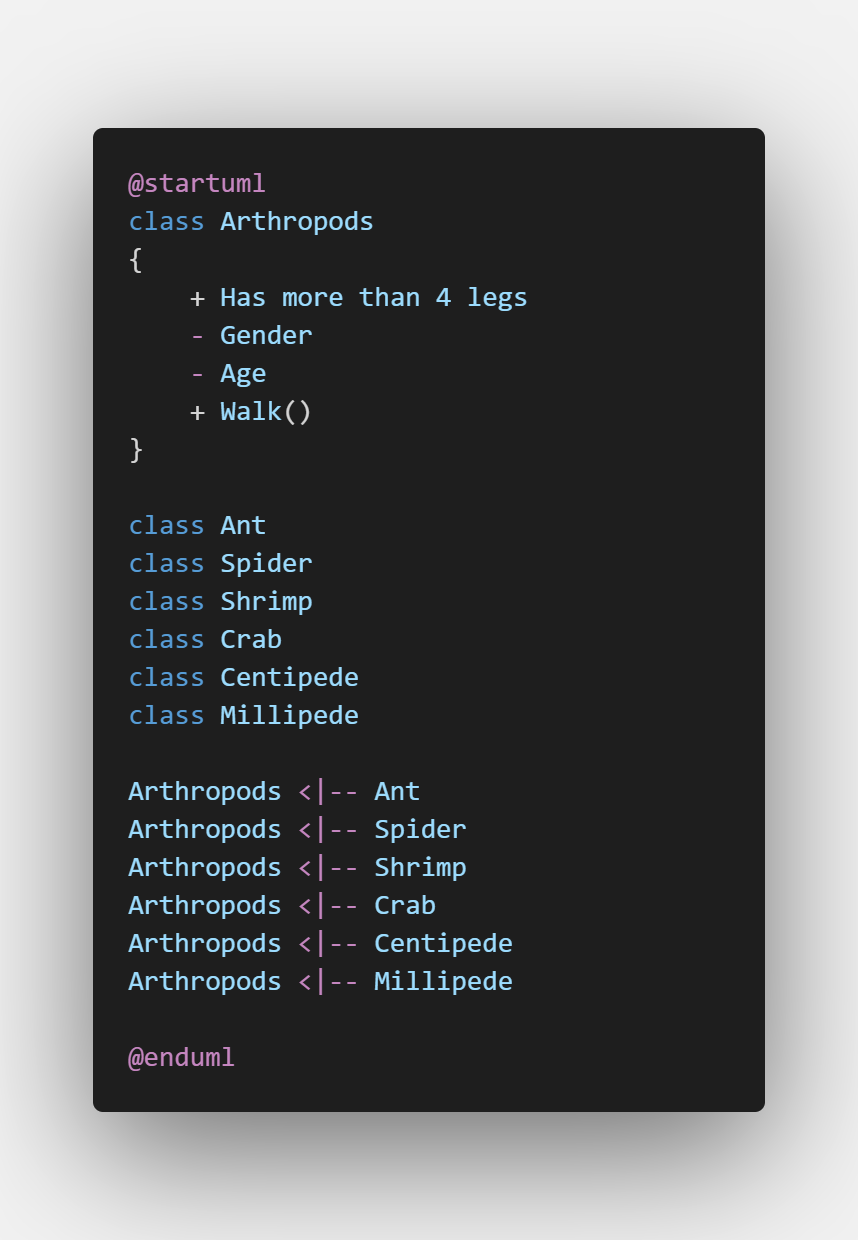 @startuml
class Arthropods
{
    + Has more than 4 legs
    - Gender
    - Age
    + Walk()
}

class Ant
class Spider
class Shrimp
class Crab
class Centipede
class Millipede

Arthropods <|-- Ant
Arthropods <|-- Spider
Arthropods <|-- Shrimp
Arthropods <|-- Crab
Arthropods <|-- Centipede
Arthropods <|-- Millipede

@enduml